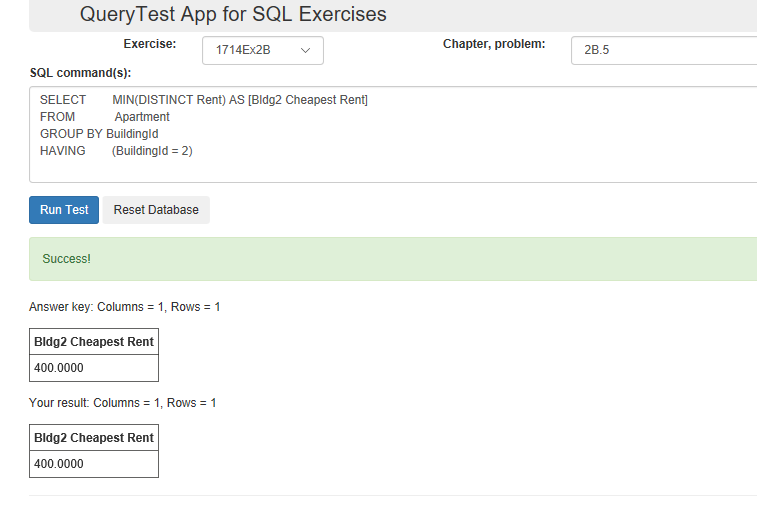 QueryTest App for SQL Exercises
Exercise: 1714Ex2B Chapter, problem: 2B.5
SQL command(s):
SELECT MIN(DISTINCT Rent) AS [Bldg2 Cheapest Rent]
FROM Apartment
GROUP BY BuildingId
HAVING (BuildingId = 2)
Run Test Reset Database
Success!
Answer key: Columns = 1, Rows = 1
Bldg2 Cheapest Rent
400.0000
Your result: Columns = 1, Rows = 1
Bldg2 Cheapest Rent
400.0000